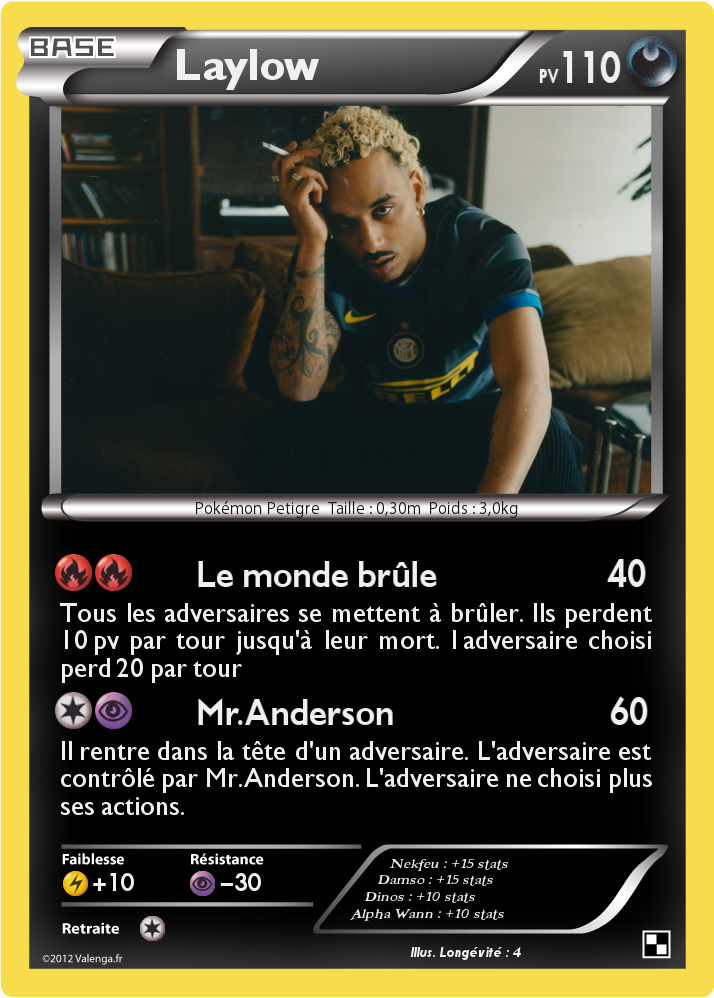 BASE
Laylow
PV110
PIRELLI
Pokémon Petigre Taille : 0,30m Poids : 3,0kg
Le monde brûle 40
Tous les adversaires se mettent à brûler. Ils perdent
10 pv par tour jusqu'à leur mort. 1 adversaire choisi
perd 20 par tour
Mr.Anderson 60
Il rentre dans la tête d'un adversaire. L'adversaire est
contrôlé par Mr.Anderson. L'adversaire ne choisi plus
ses actions.
Faiblesse Résistance
+10 −30
Nekfeu : +15 stats
Damso : +15 stats
Dinos : +10 stats
Alpha Wann : +10 stats
Retraite
Illus. Longévité : 4
©2012 Valenga.fr